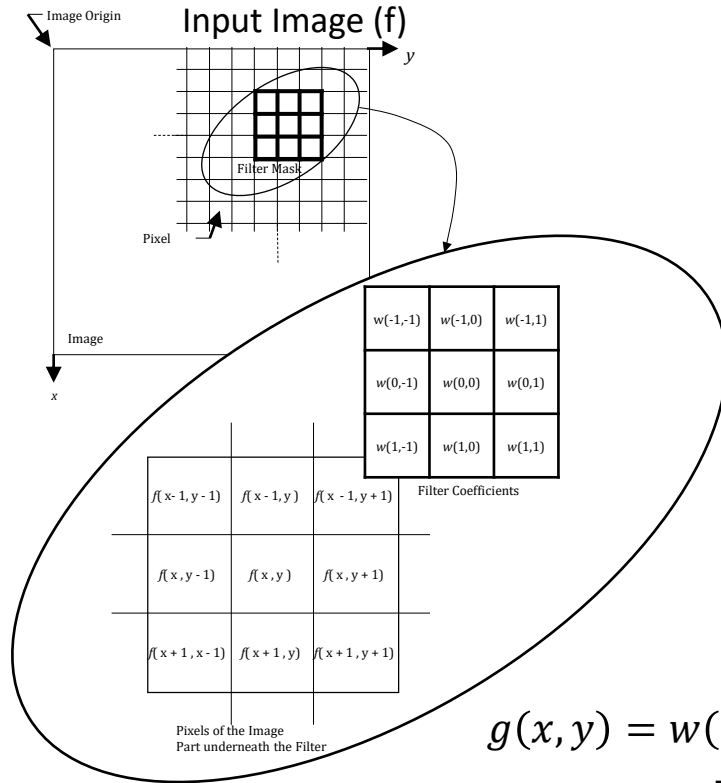 Input Image (f)
Image Origin
y
Filter Mask
Pixel
Image
x
w(-1,-1) w(-1,0) w(-1,1)
w(0,-1) w(0,0) w(0,1)
w(1,-1) w(1,0) w(1,1)
Filter Coefficients
f( x- 1, y - 1) f( x - 1, y ) f( x - 1, y + 1)
f( x , y - 1) f( x , y ) f( x , y + 1)
f( x + 1 , x - 1) f( x + 1, y) f( x + 1 , y + 1)
Pixels of the Image
Part underneath the Filter
g(x, y) = w(